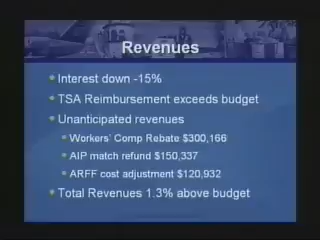 Revenues
Interest down -15%
TSA Reimbursement exceeds budget
Unanticipated revenues
Workers' Comp Rebate $300,166
AIP match refund $150,337
ARFF cost adjustment $120,932
Total Revenues 1.3% above budget